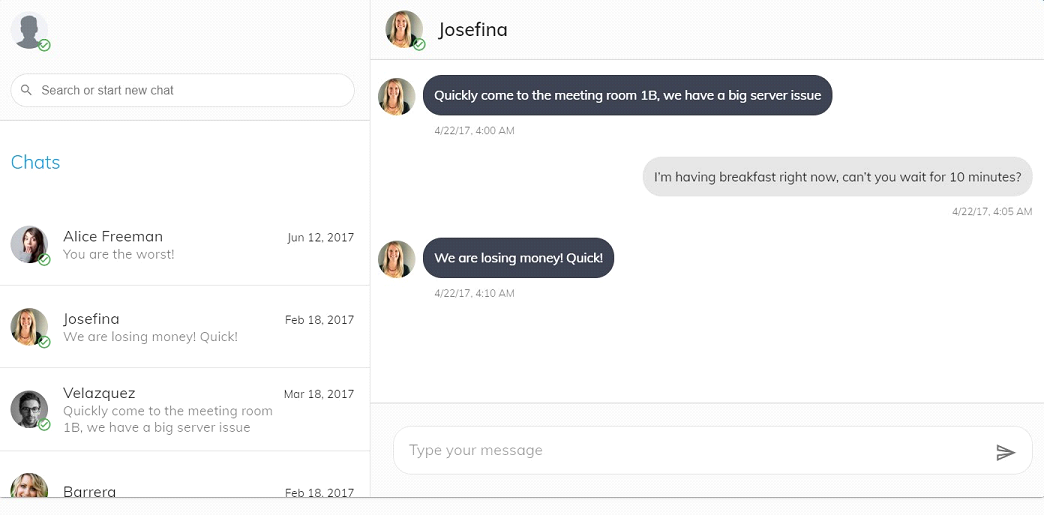 Search or start new chat
Chats
Alice Freeman
Jun 12, 2017
You are the worst!
Josefina
Feb 18, 2017
We are losing money! Quick!
Velazquez
Mar 18, 2017
Quickly come to the meeting room
1B, we have a big server issue
Barrera
Feb 18, 2017
Josefina
Quickly come to the meeting room 1B, we have a big server issue
4/22/17, 4:00 AM
I'm having breakfast right now, can't you wait for 10 minutes?
4/22/17, 4:05 AM
We are losing money! Quick!
4/22/17, 4:10 AM
Type your message